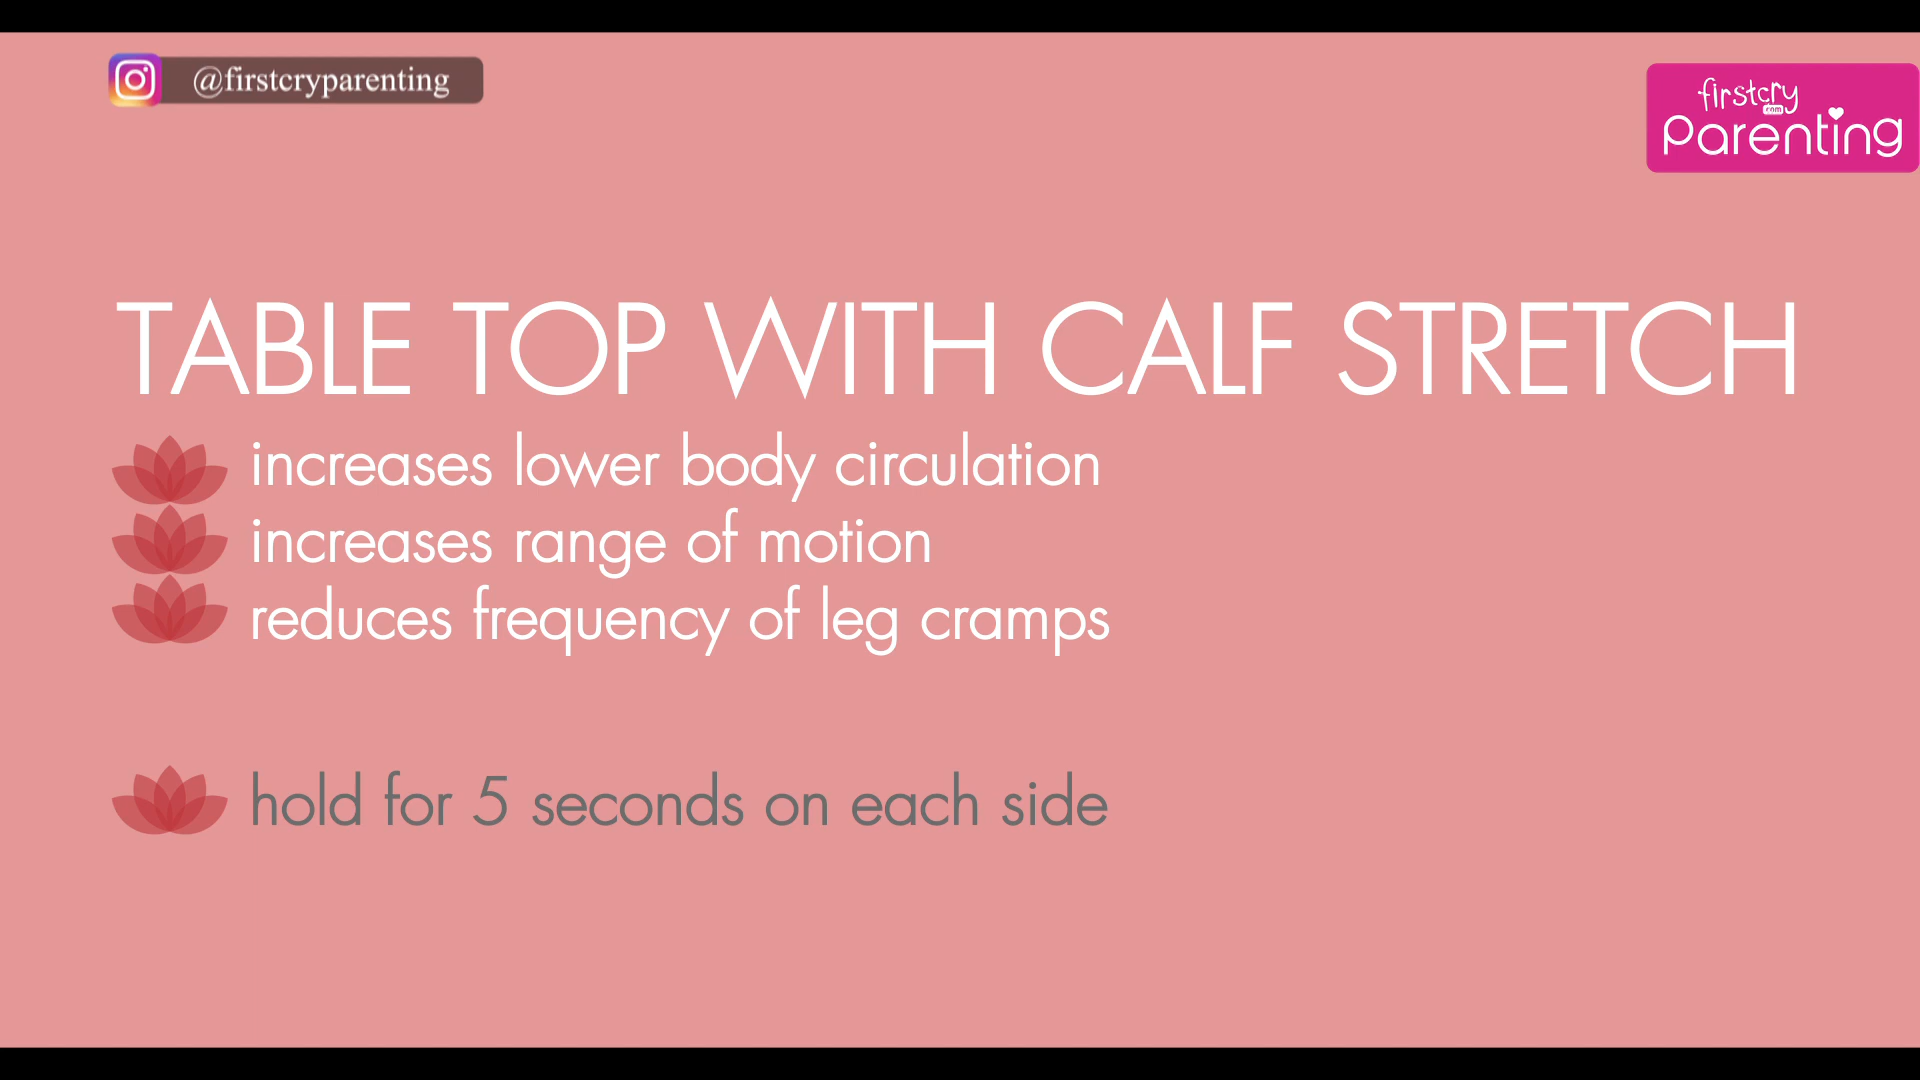 @firstcryparenting
firstcry
.com
Parenting
TABLE TOP WITH CALF STRETCH
increases lower body circulation
increases range of motion
reduces frequency of leg cramps
hold for 5 seconds on each side